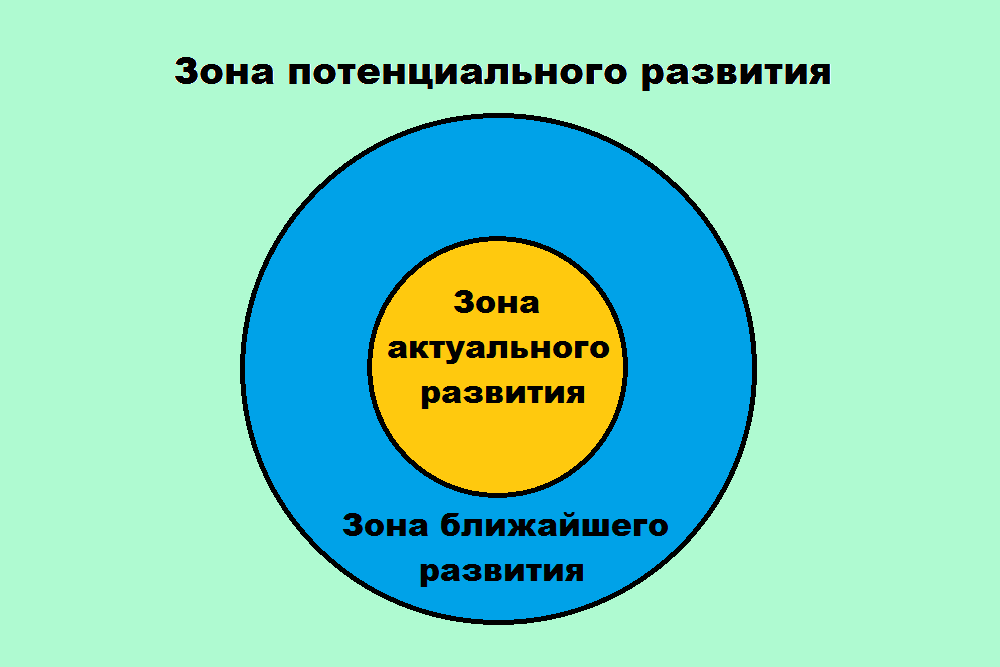 Зона потенциального развития
Зона
актуального
развития
Зона ближайшего
развития